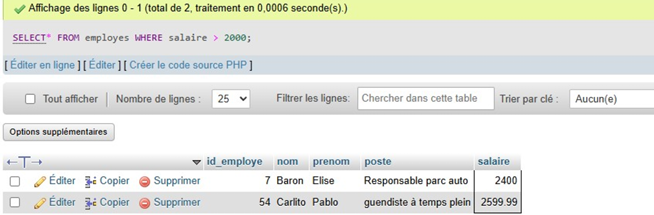 Affichage des lignes 0 - 1 (total de 2, traitement en 0,0006 seconde(s).)
SELECT* FROM employes WHERE salaire > 2000;
[ Éditer en ligne ] [ Éditer ] [ Créer le code source PHP ]
Tout afficher Nombre de lignes : 25 Filtrer les lignes: Chercher dans cette table Trier par clé : Aucun(e)
Options supplémentaires
←T→ id_employe nom prenom poste salaire
Éditer Copier Supprimer 7 Baron Elise Responsable parc auto 2400
Éditer Copier Supprimer 54 Carlito Pablo guendiste à temps plein 2599.99